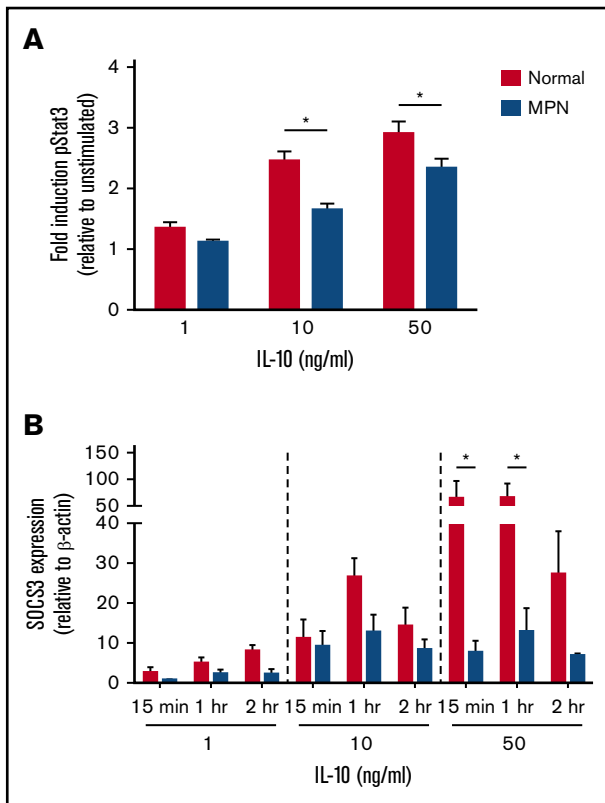 A
Normal
MPN
Fold induction pStat3
(relative to unstimulated)
4
3
2
1
0
*
*
1 10 50
IL-10 (ng/ml)
B
SOCS3 expression
(relative to β-actin)
150
100
50
40
30
20
10
0
* *
15 min 1 hr 2 hr 15 min 1 hr 2 hr 15 min 1 hr 2 hr
1 10 50
IL-10 (ng/ml)